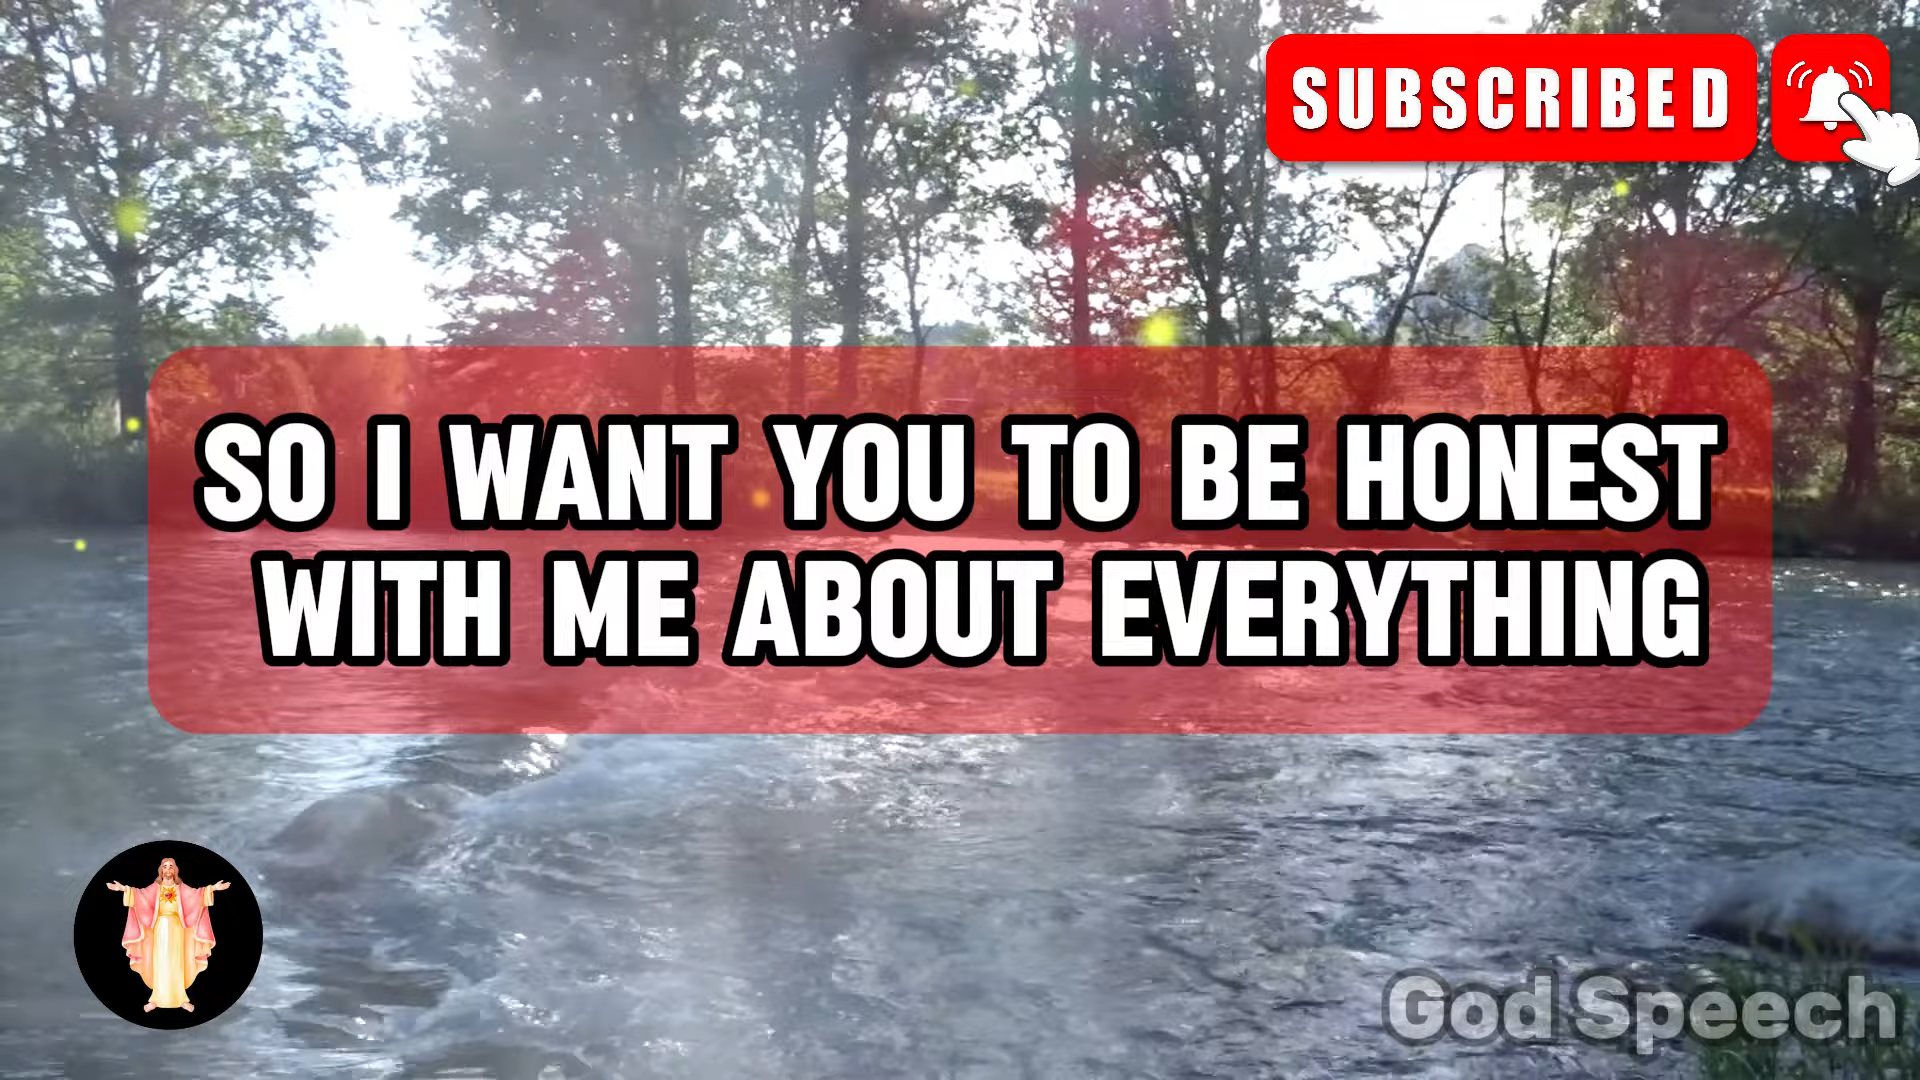 SUBSCRIBED
SO I WANT YOU TO BE HONEST
WITH ME ABOUT EVERYTHING
God Speech